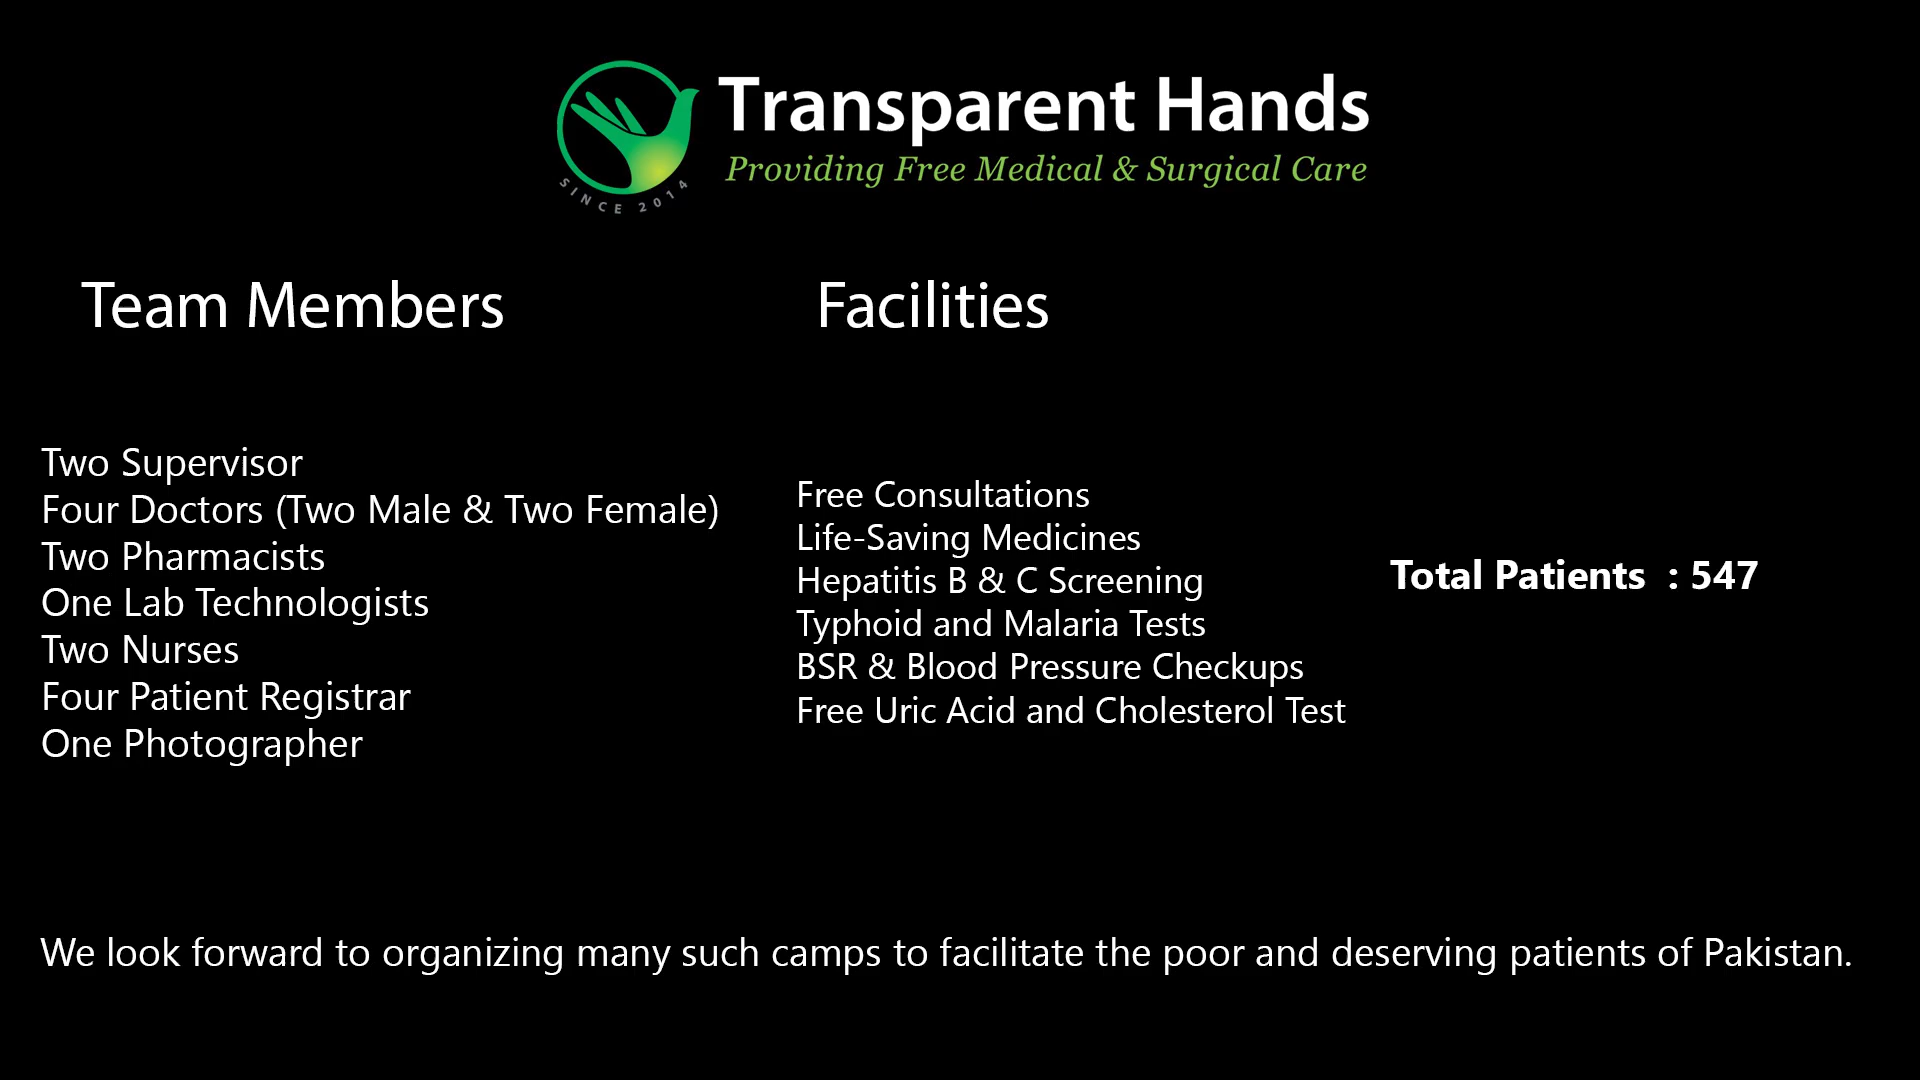 Transparent Hands
Providing Free Medical & Surgical Care
SINCE 2014
Team Members
Two Supervisor
Four Doctors (Two Male & Two Female)
Two Pharmacists
One Lab Technologists
Two Nurses
Four Patient Registrar
One Photographer
Facilities
Free Consultations
Life-Saving Medicines
Hepatitis B & C Screening
Typhoid and Malaria Tests
BSR & Blood Pressure Checkups
Free Uric Acid and Cholesterol Test
Total Patients : 547
We look forward to organizing many such camps to facilitate the poor and deserving patients of Pakistan.